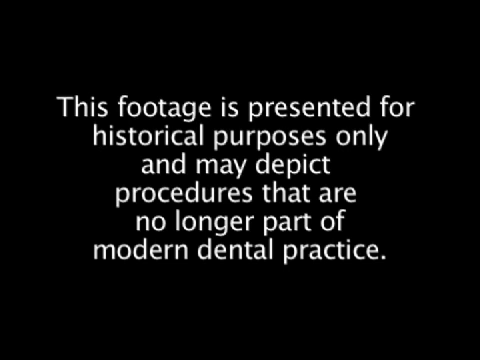 This footage is presented for
historical purposes only
and may depict
procedures that are
no longer part of
modern dental practice.